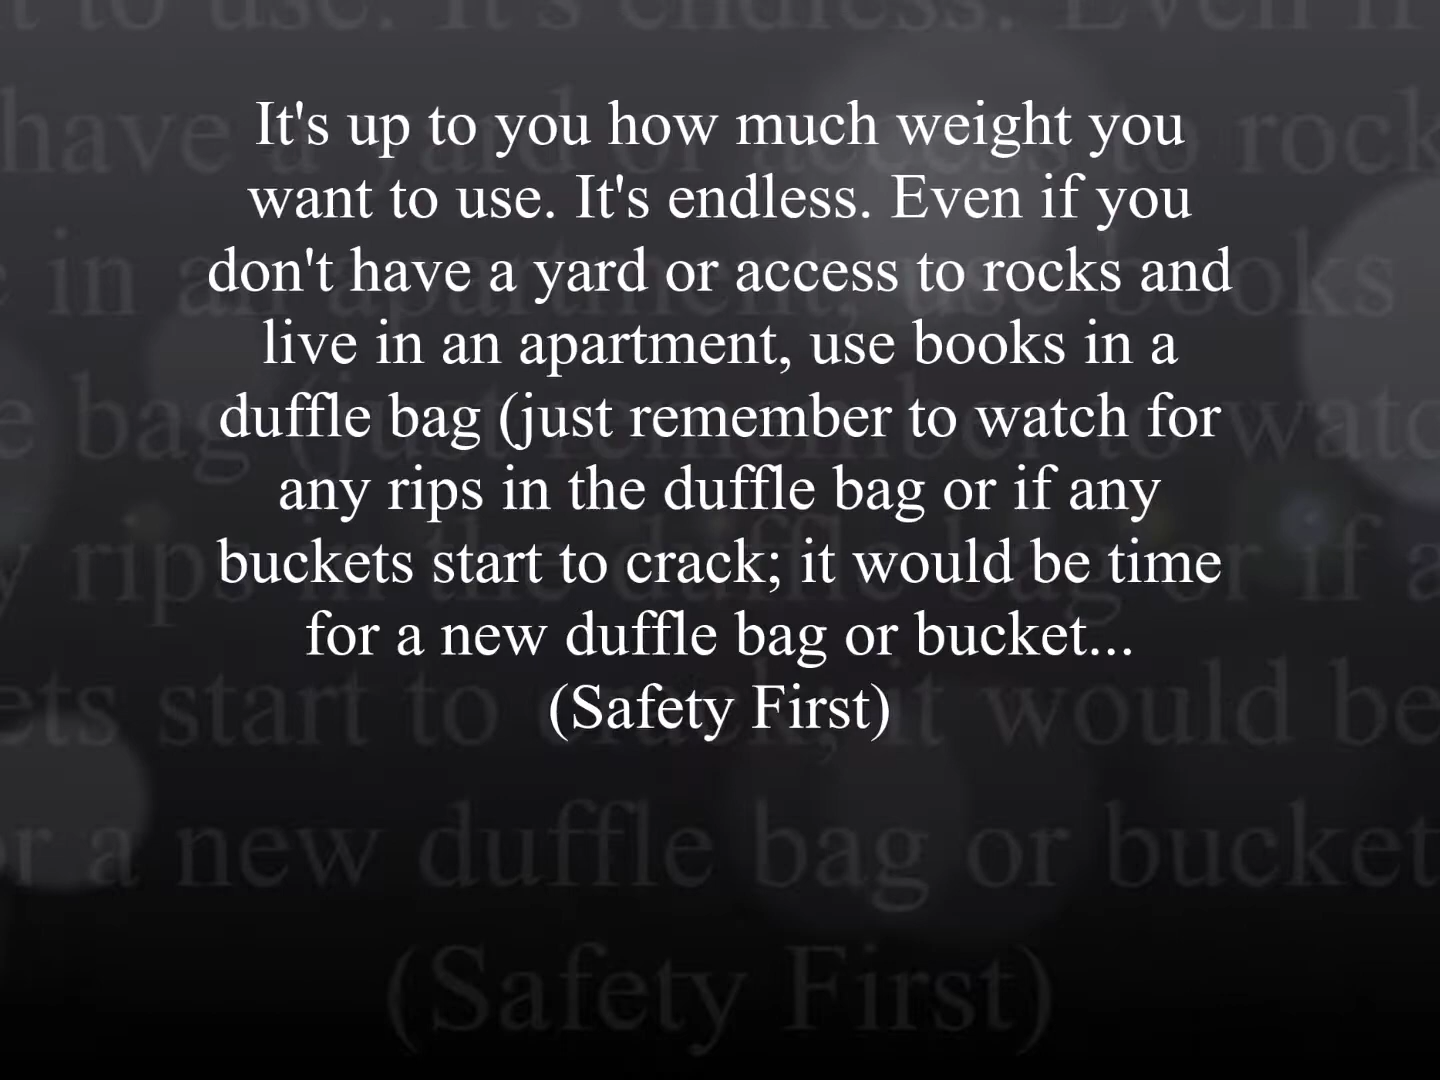 It's up to you how much weight you
want to use. It's endless. Even if you
don't have a yard or access to rocks and
live in an apartment, use books in a
duffle bag (just remember to watch for
any rips in the duffle bag or if any
buckets start to crack; it would be time
for a new duffle bag or bucket...
(Safety First)